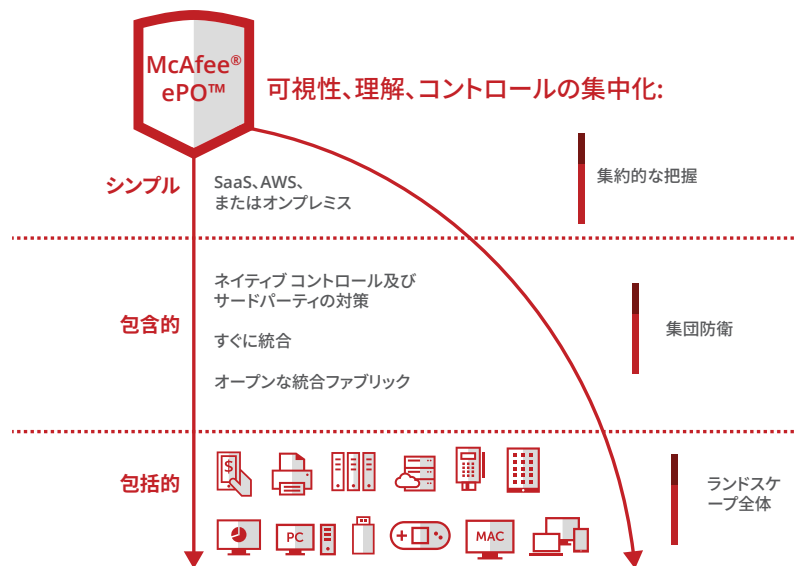 McAfee®
ePO™
可視性、理解、コントロールの集中化:
シンプル
SaaS、AWS、
またはオンプレミス
集約的な把握
包含的
ネイティブ コントロール及び
サードパーティの対策
すぐに統合
オープンな統合ファブリック
集団防衛
包括的
$
ランドスケ
ープ全体
PC
MAC